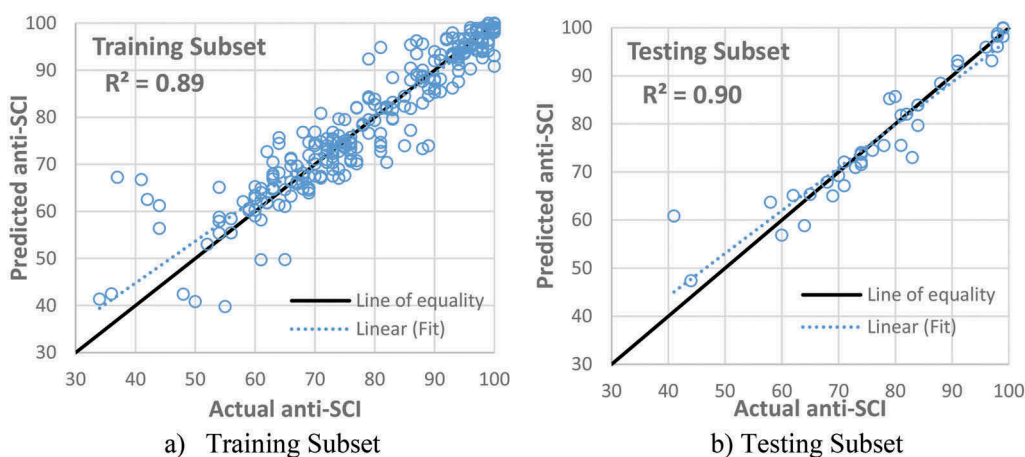 Training Subset
R² = 0.89
Predicted anti-SCI
100
90
80
70
60
50
40
30
Line of equality
Linear (Fit)
30 40 50 60 70 80 90 100
Actual anti-SCI
a) Training Subset
Testing Subset
R² = 0.90
Predicted anti-SCI
100
90
80
70
60
50
40
30
Line of equality
Linear (Fit)
30 40 50 60 70 80 90 100
Actual anti-SCI
b) Testing Subset